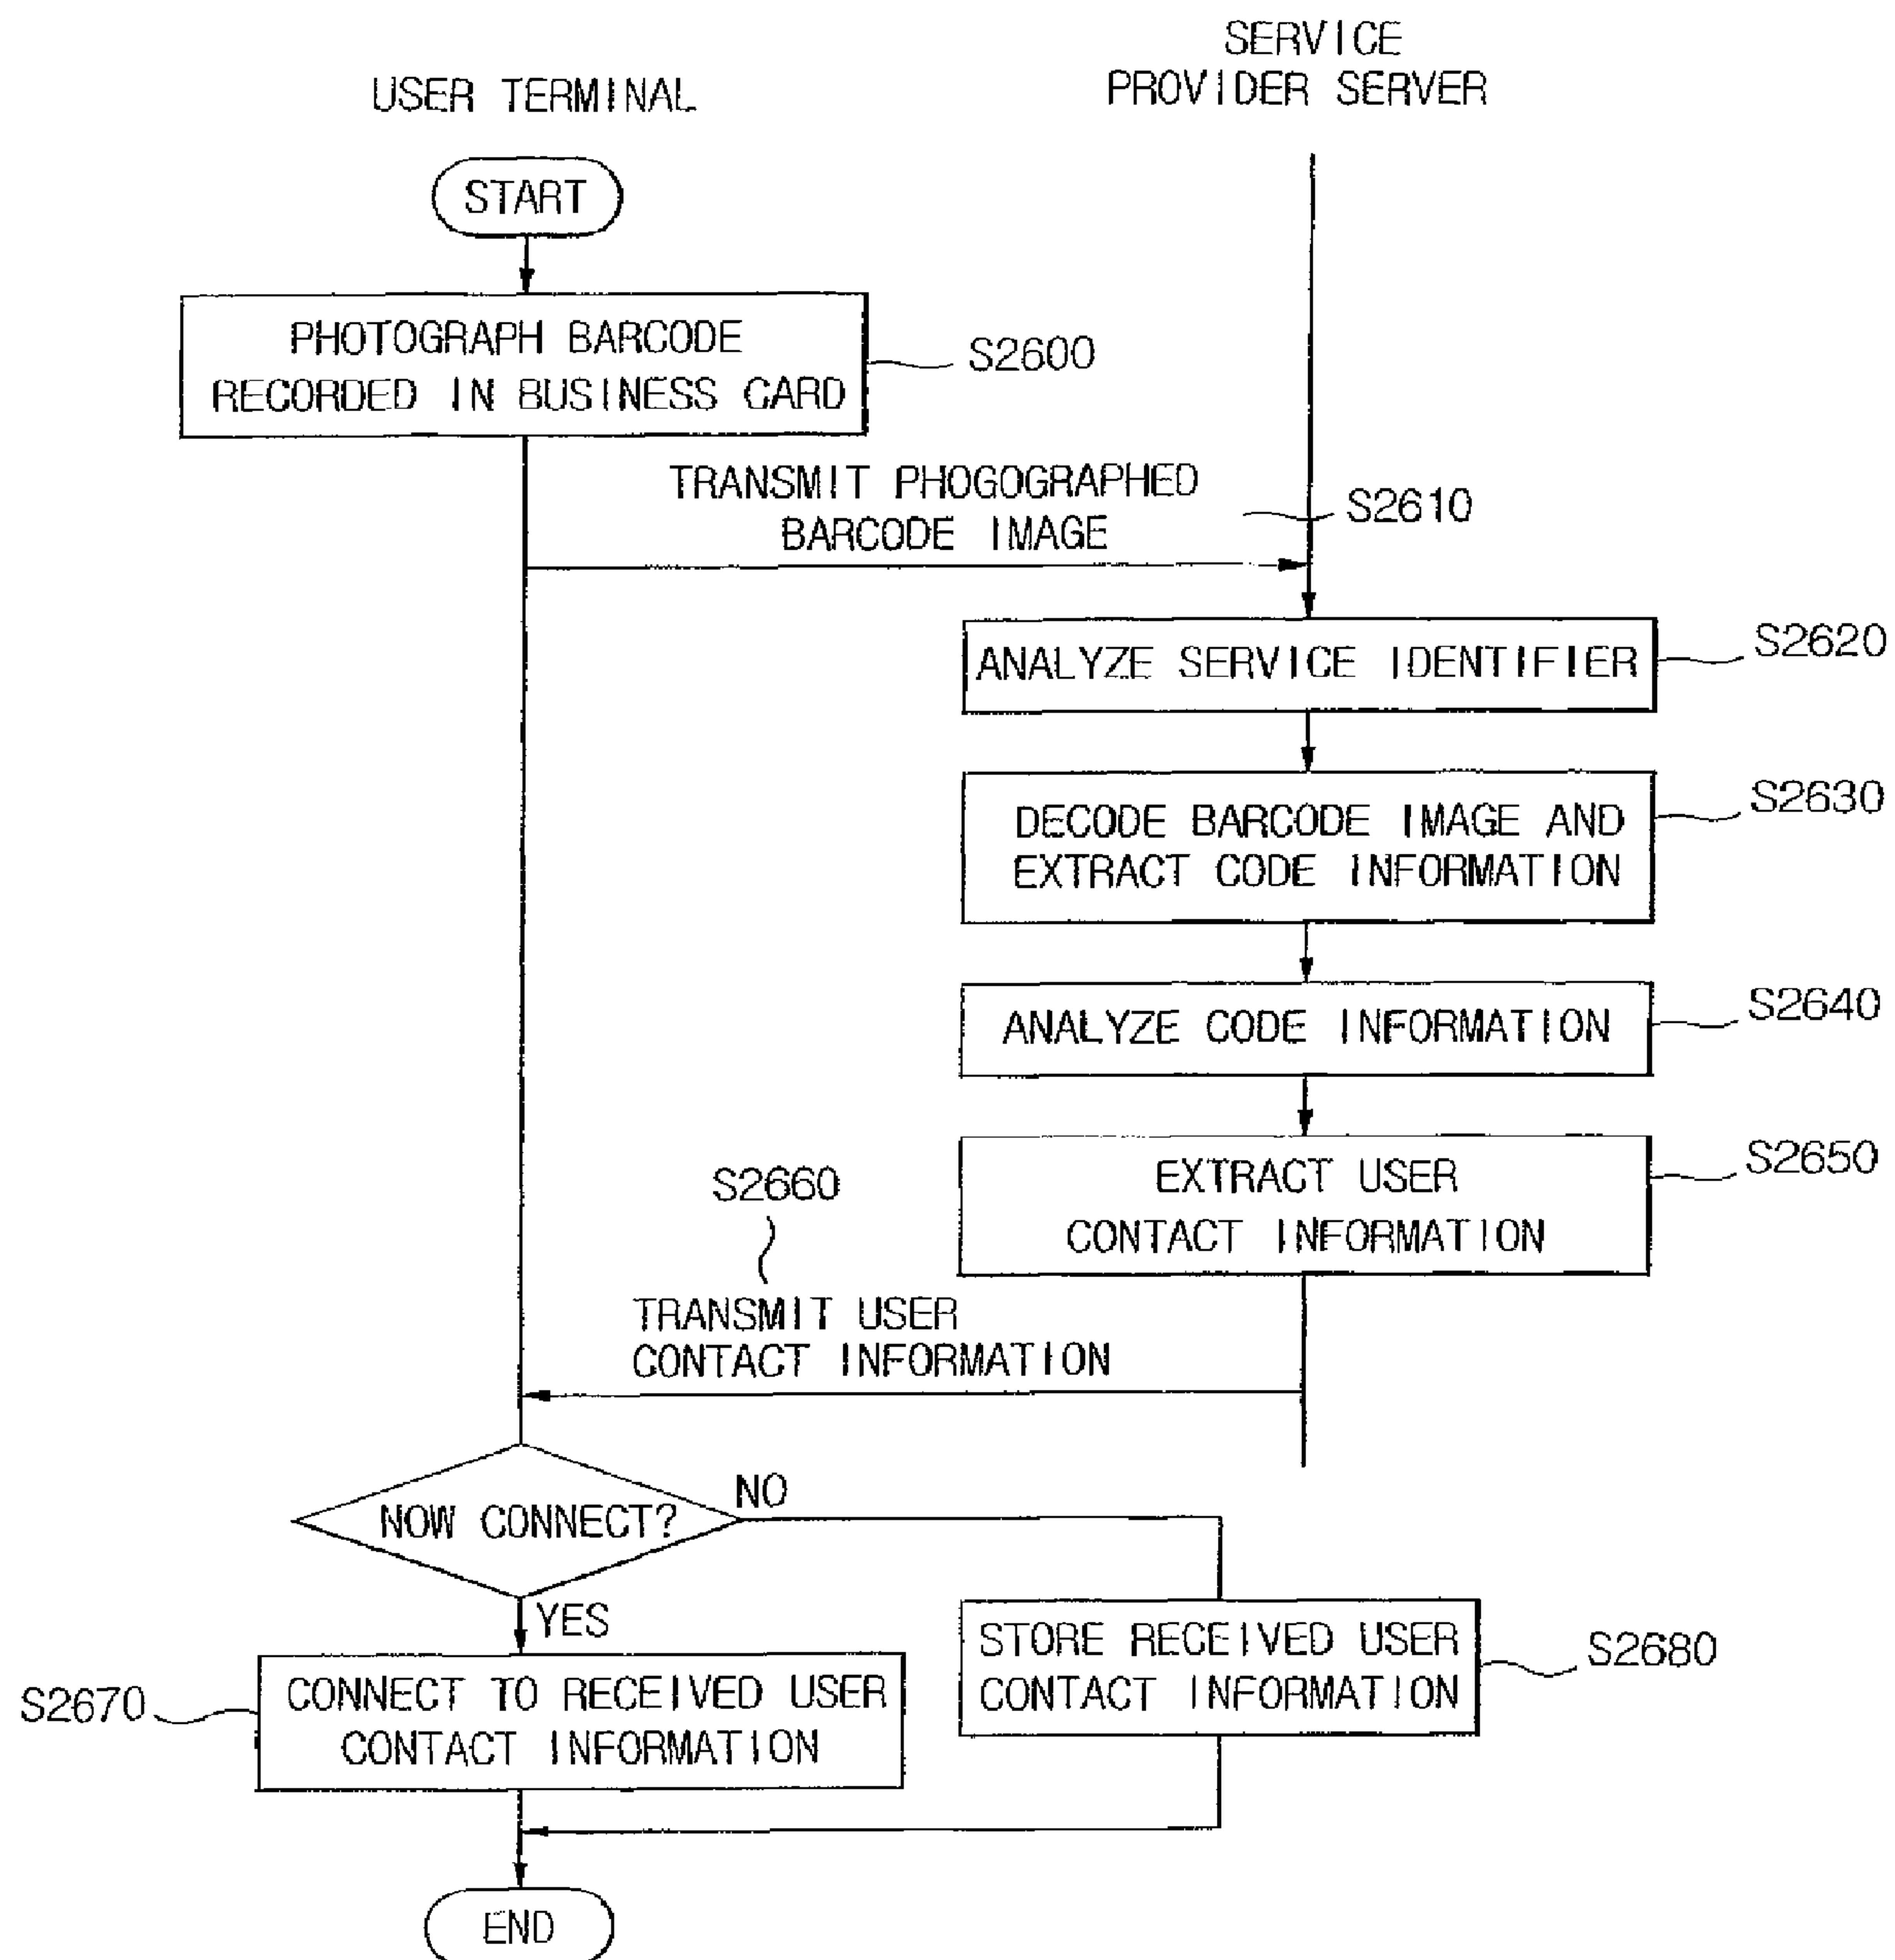 SERVICE
PROVIDER SERVER
USER TERMINAL
START
PHOTOGRAPH BARCODE
RECORDED IN BUSINESS CARD
S2600
TRANSMIT PHOGOGRAPHED
BARCODE IMAGE
S2610
ANALYZE SERVICE IDENTIFIER
S2620
DECODE BARCODE IMAGE AND
EXTRACT CODE INFORMATION
S2630
ANALYZE CODE INFORMATION
S2640
EXTRACT USER
CONTACT INFORMATION
S2650
S2660
TRANSMIT USER
CONTACT INFORMATION
NOW CONNECT?
NO
YES
STORE RECEIVED USER
CONTACT INFORMATION
S2680
S2670
CONNECT TO RECEIVED USER
CONTACT INFORMATION
END